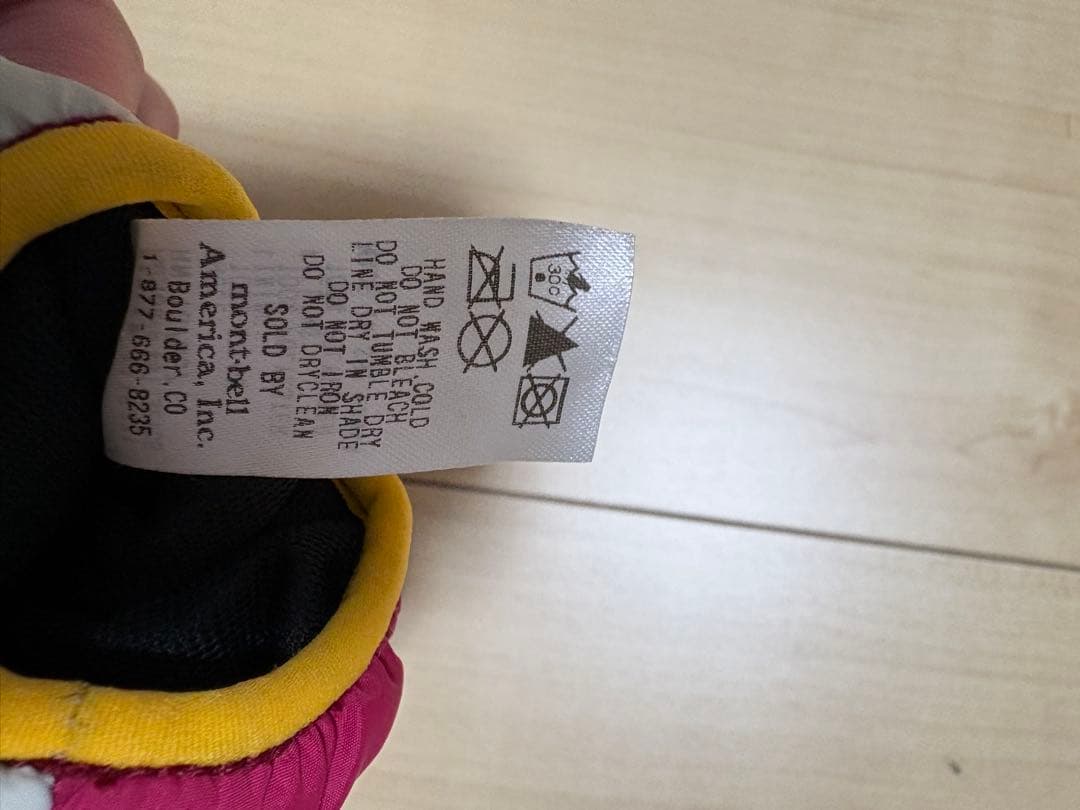 30C
HAND WASH COLD
DO NOT BLEACH
DO NOT TUMBLE DRY
LINE DRY IN SHADE
DO NOT IRON
DO NOT DRYCLEAN
SOLD BY
mont-bell
America, Inc.
Boulder, CO
1-877-666-8235